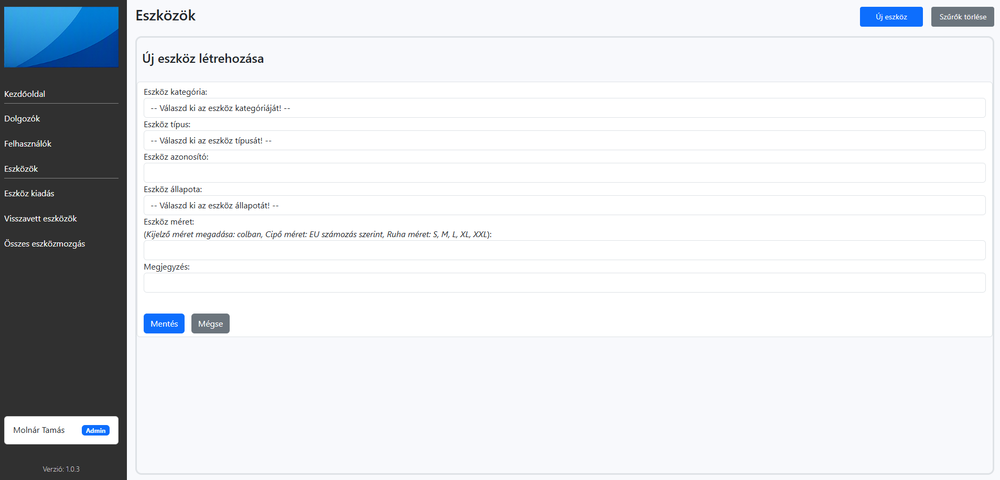 Kezdőoldal
Dolgozók
Felhasználók
Eszközök
Eszköz kiadás
Visszavett eszközök
Összes eszközmozgás
Molnár Tamás Admin
Verzió: 1.0.3
Eszközök
Új eszköz Szűrők törlése
Új eszköz létrehozása
Eszköz kategória:
-- Válaszd ki az eszköz kategóriáját! --
Eszköz típus:
-- Válaszd ki az eszköz típusát! --
Eszköz azonosító:
Eszköz állapota:
-- Válaszd ki az eszköz állapotát! --
Eszköz méret:
(Kijelző méret megadása: colban, Cipő méret: EU számozás szerint, Ruha méret: S, M, L, XL, XXL):
Megjegyzés:
Mentés Mégse